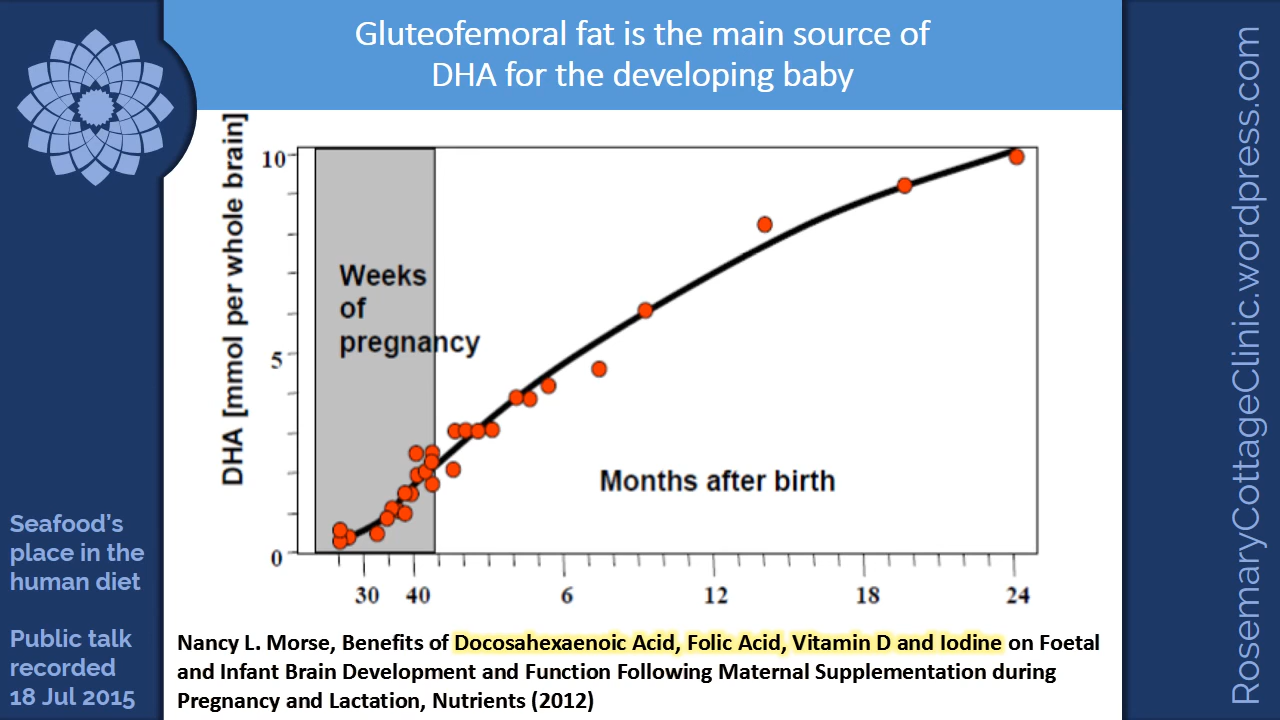 Gluteofemoral fat is the main source of
DHA for the developing baby
DHA [mmol per whole brain]
10
5
0
Weeks
of
pregnancy
Months after birth
30 40 6 12 18 24
Nancy L. Morse, Benefits of Docosahexaenoic Acid, Folic Acid, Vitamin D and Iodine on Foetal
and Infant Brain Development and Function Following Maternal Supplementation during
Pregnancy and Lactation, Nutrients (2012)
Seafood’s
place in the
human diet
Public talk
recorded
18 Jul 2015
RosemaryCottageClinic.wordpress.com